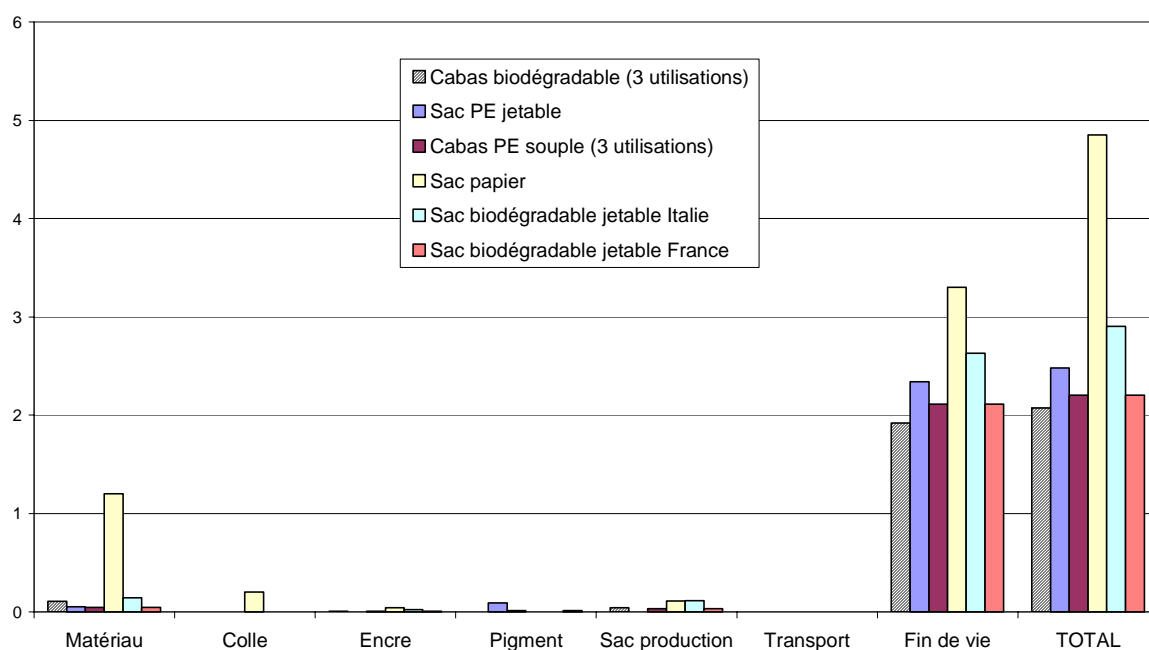 6
5
4
3
2
1
0
Cabas biodégradable (3 utilisations)
Sac PE jetable
Cabas PE souple (3 utilisations)
Sac papier
Sac biodégradable jetable Italie
Sac biodégradable jetable France
Matériau Colle Encre Pigment Sac production Transport Fin de vie TOTAL